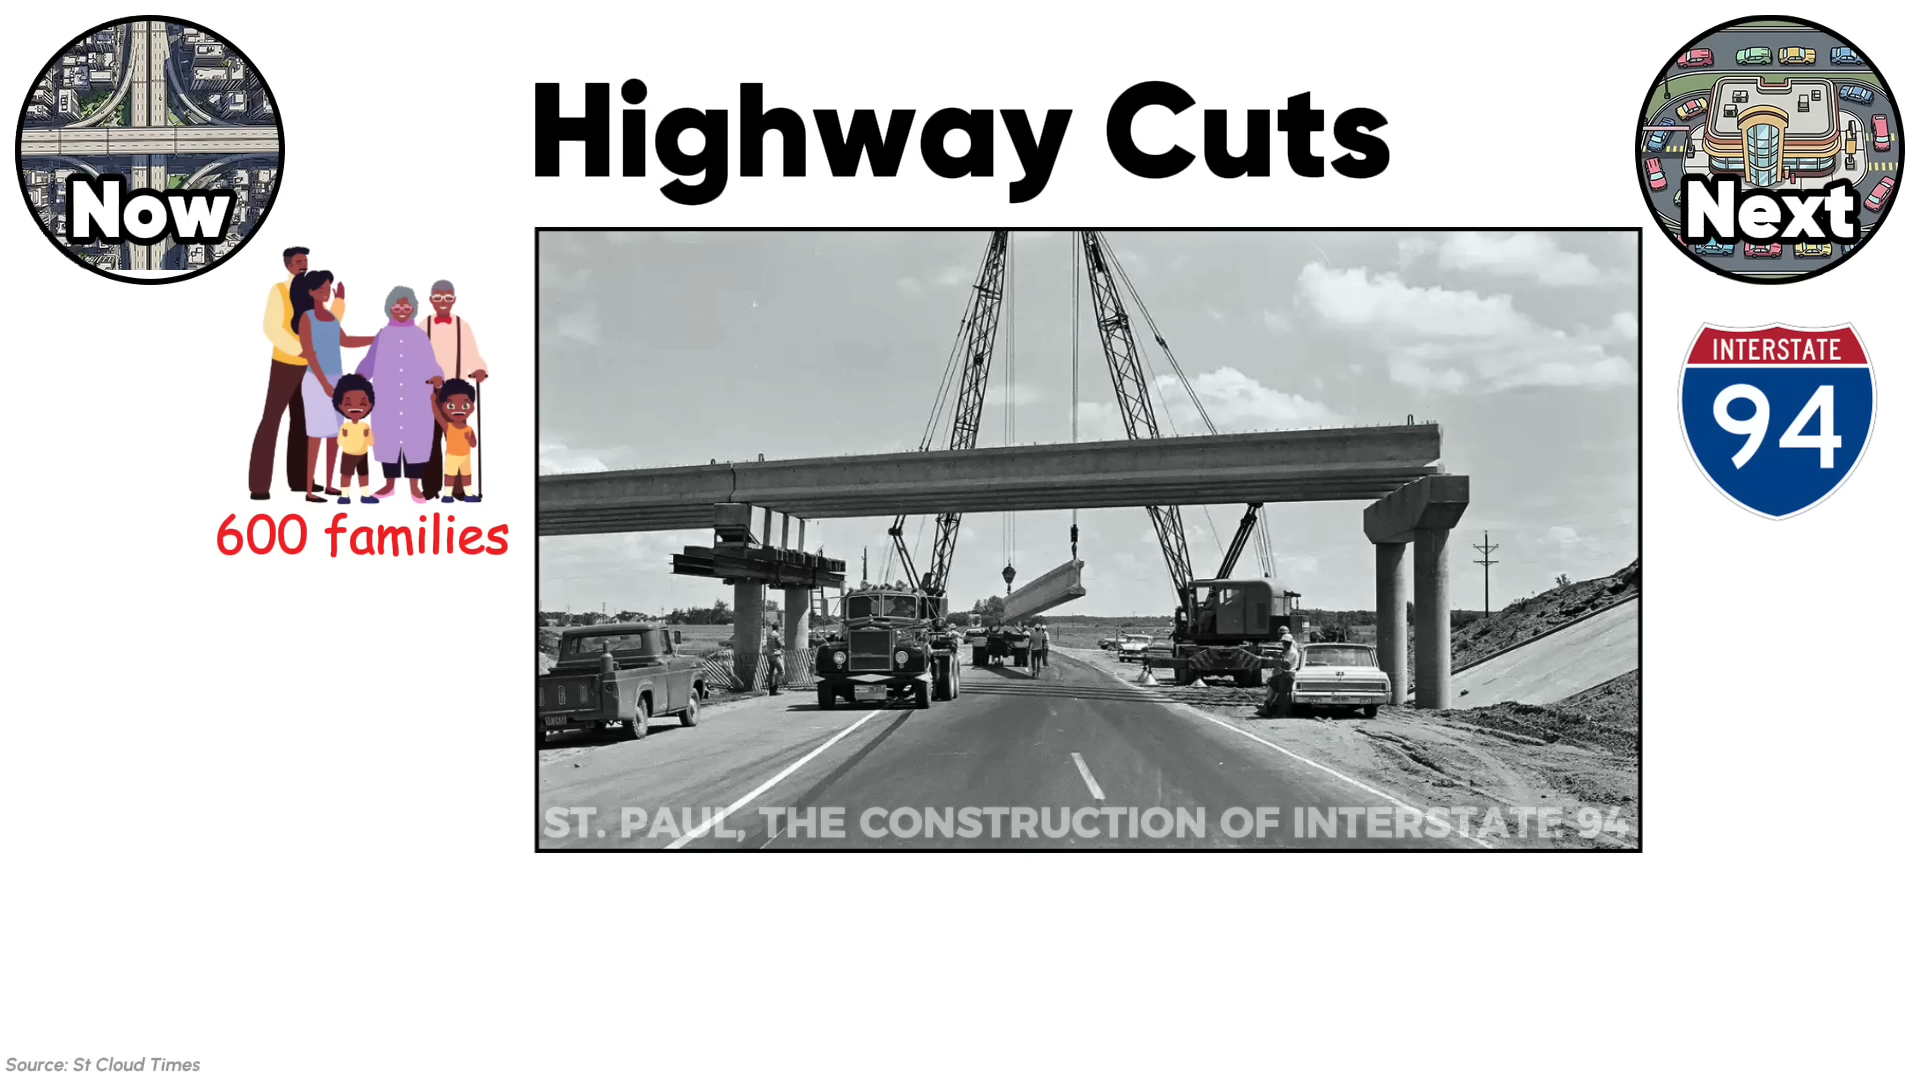 Highway Cuts
Now
Next
INTERSTATE
94
600 families
ST. PAUL, THE CONSTRUCTION OF INTERSTATE 94
Source: St Cloud Times